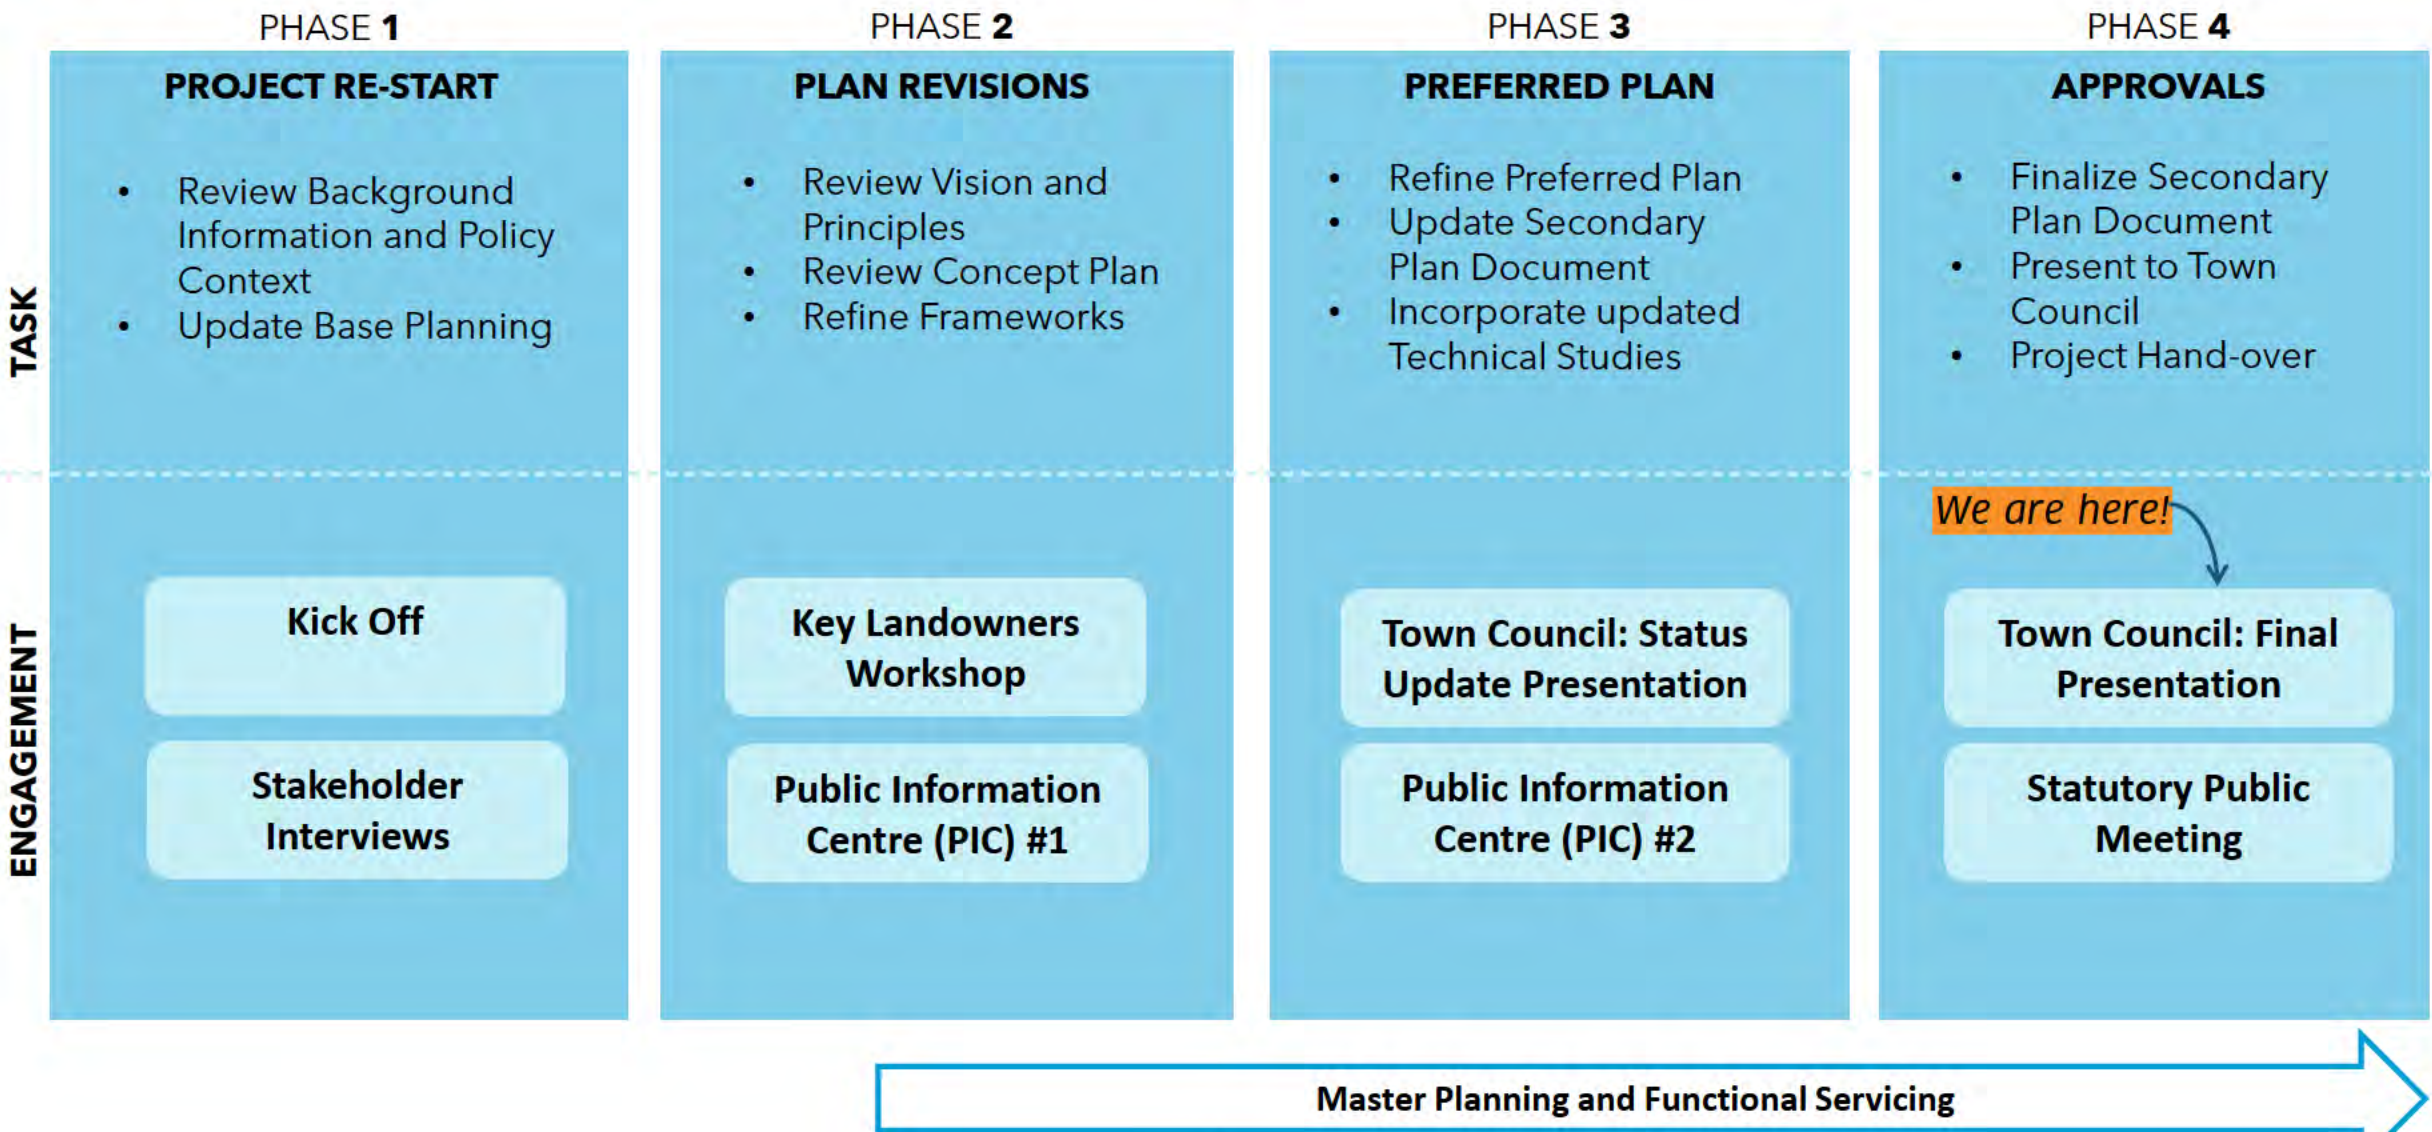 PHASE 1
PROJECT RE-START
• Review Background
Information and Policy
Context
• Update Base Planning
PHASE 2
PLAN REVISIONS
• Review Vision and
Principles
• Review Concept Plan
• Refine Frameworks
PHASE 3
PREFERRED PLAN
• Refine Preferred Plan
• Update Secondary
Plan Document
• Incorporate updated
Technical Studies
PHASE 4
APPROVALS
• Finalize Secondary
Plan Document
• Present to Town
Council
• Project Hand-over
TASK
ENGAGEMENT
Kick Off
Stakeholder
Interviews
Key Landowners
Workshop
Public Information
Centre (PIC) #1
Town Council: Status
Update Presentation
Public Information
Centre (PIC) #2
We are here!
Town Council: Final
Presentation
Statutory Public
Meeting
Master Planning and Functional Servicing